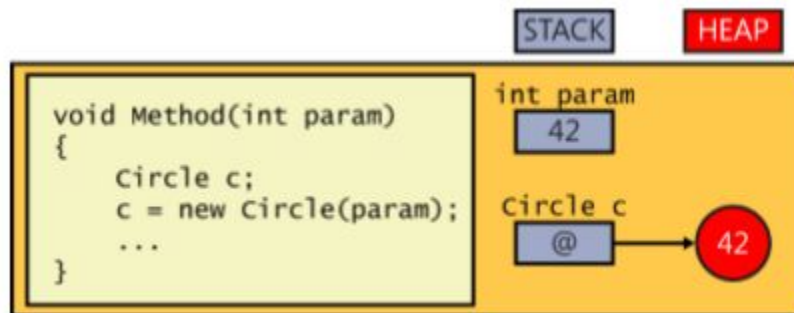 STACK HEAP
void Method(int param)
{
Circle c;
c = new Circle(param);
...
}
int param
42
Circle c
@ 42